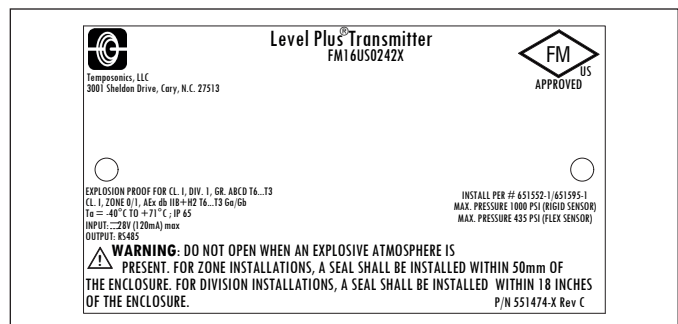 Level Plus® Transmitter
FM16US0242X
Temposonics, LLC
3001 Sheldon Drive, Cary, N.C. 27513
FM
US
APPROVED
EXPLOSION PROOF FOR CL. I, DIV. 1, GR. ABCD T6...T3
CL. I, ZONE 0/1, AEx db IIB+H2 T6...T3 Ga/Gb
Ta = -40°C TO +71°C ; IP 65
INPUT: ⎓28V (120mA) max
OUTPUT: RS485
INSTALL PER # 651552-1/651595-1
MAX. PRESSURE 1000 PSI (RIGID SENSOR)
MAX. PRESSURE 435 PSI (FLEX SENSOR)
WARNING: DO NOT OPEN WHEN AN EXPLOSIVE ATMOSPHERE IS
PRESENT. FOR ZONE INSTALLATIONS, A SEAL SHALL BE INSTALLED WITHIN 50mm OF
THE ENCLOSURE. FOR DIVISION INSTALLATIONS, A SEAL SHALL BE INSTALLED WITHIN 18 INCHES
OF THE ENCLOSURE.
P/N 551474-X Rev C